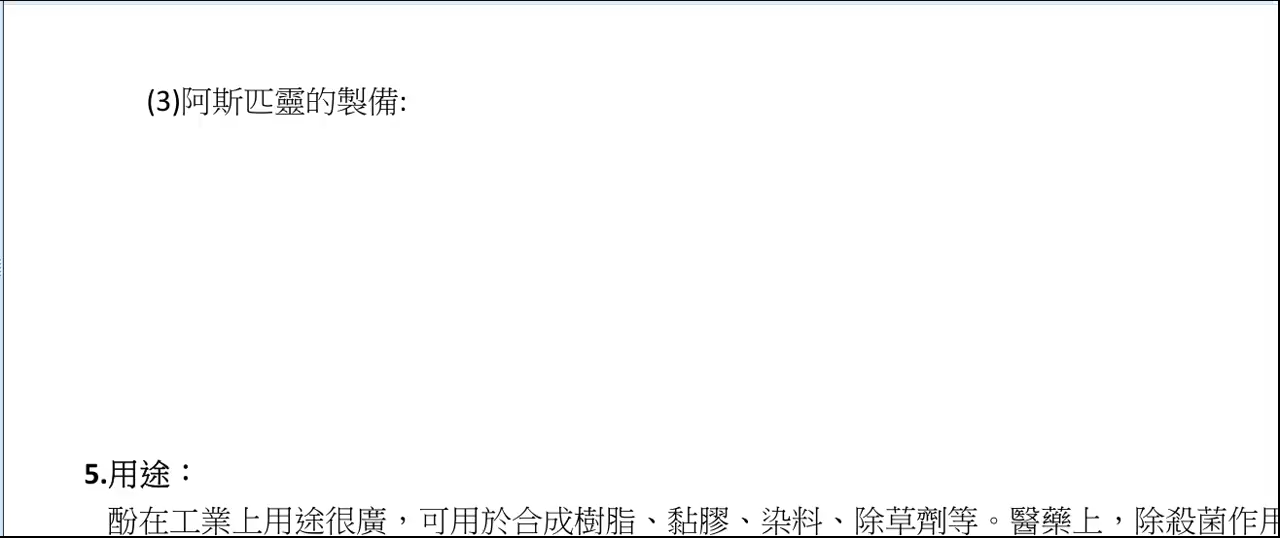 (3)阿斯匹靈的製備:
5.用途：
酚在工業上用途很廣，可用於合成樹脂、黏膠、染料、除草劑等。醫藥上，除殺菌作用